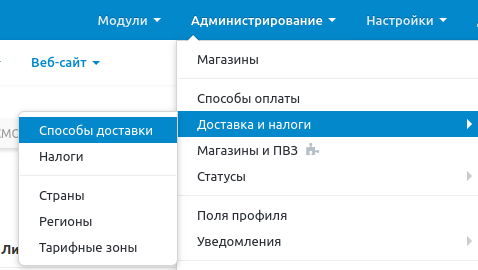 Модули Администрирование Настройки
Веб-сайт
Магазины
Способы оплаты
Доставка и налоги
Магазины и ПВЗ
Статусы
Поля профиля
Уведомления
Способы доставки
Налоги
Страны
Регионы
Тарифные зоны